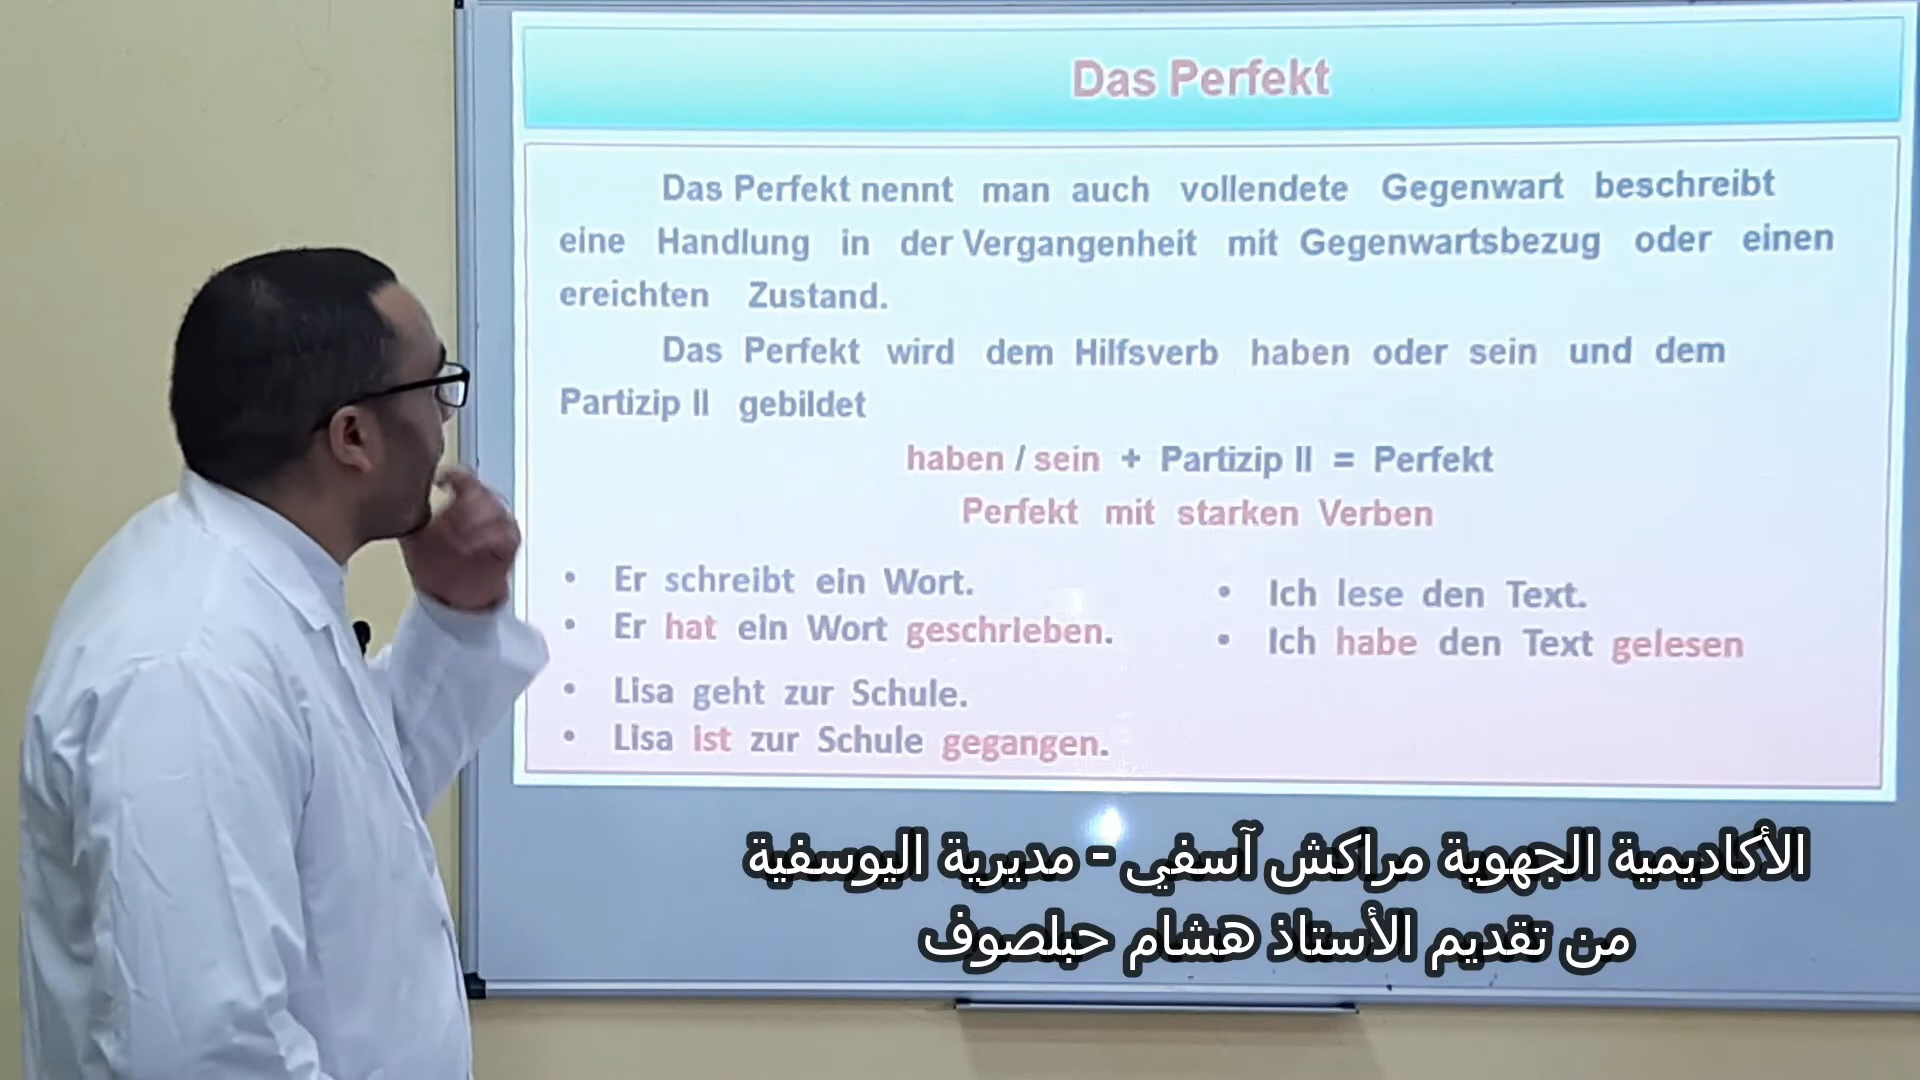 Das Perfekt
Das Perfekt nennt man auch vollendete Gegenwart beschreibt
eine Handlung in der Vergangenheit mit Gegenwartsbezug oder einen
ereichten Zustand.
Das Perfekt wird dem Hilfsverb haben oder sein und dem
Partizip II gebildet
haben / sein + Partizip II = Perfekt
Perfekt mit starken Verben
• Er schreibt ein Wort.
• Er hat ein Wort geschrieben.
• Lisa geht zur Schule.
• Lisa ist zur Schule gegangen.
• Ich lese den Text.
• Ich habe den Text gelesen
الأكاديمية الجهوية مراكش آسفي - مديرية اليوسفية
من تقديم الأستاذ هشام حبلصوف